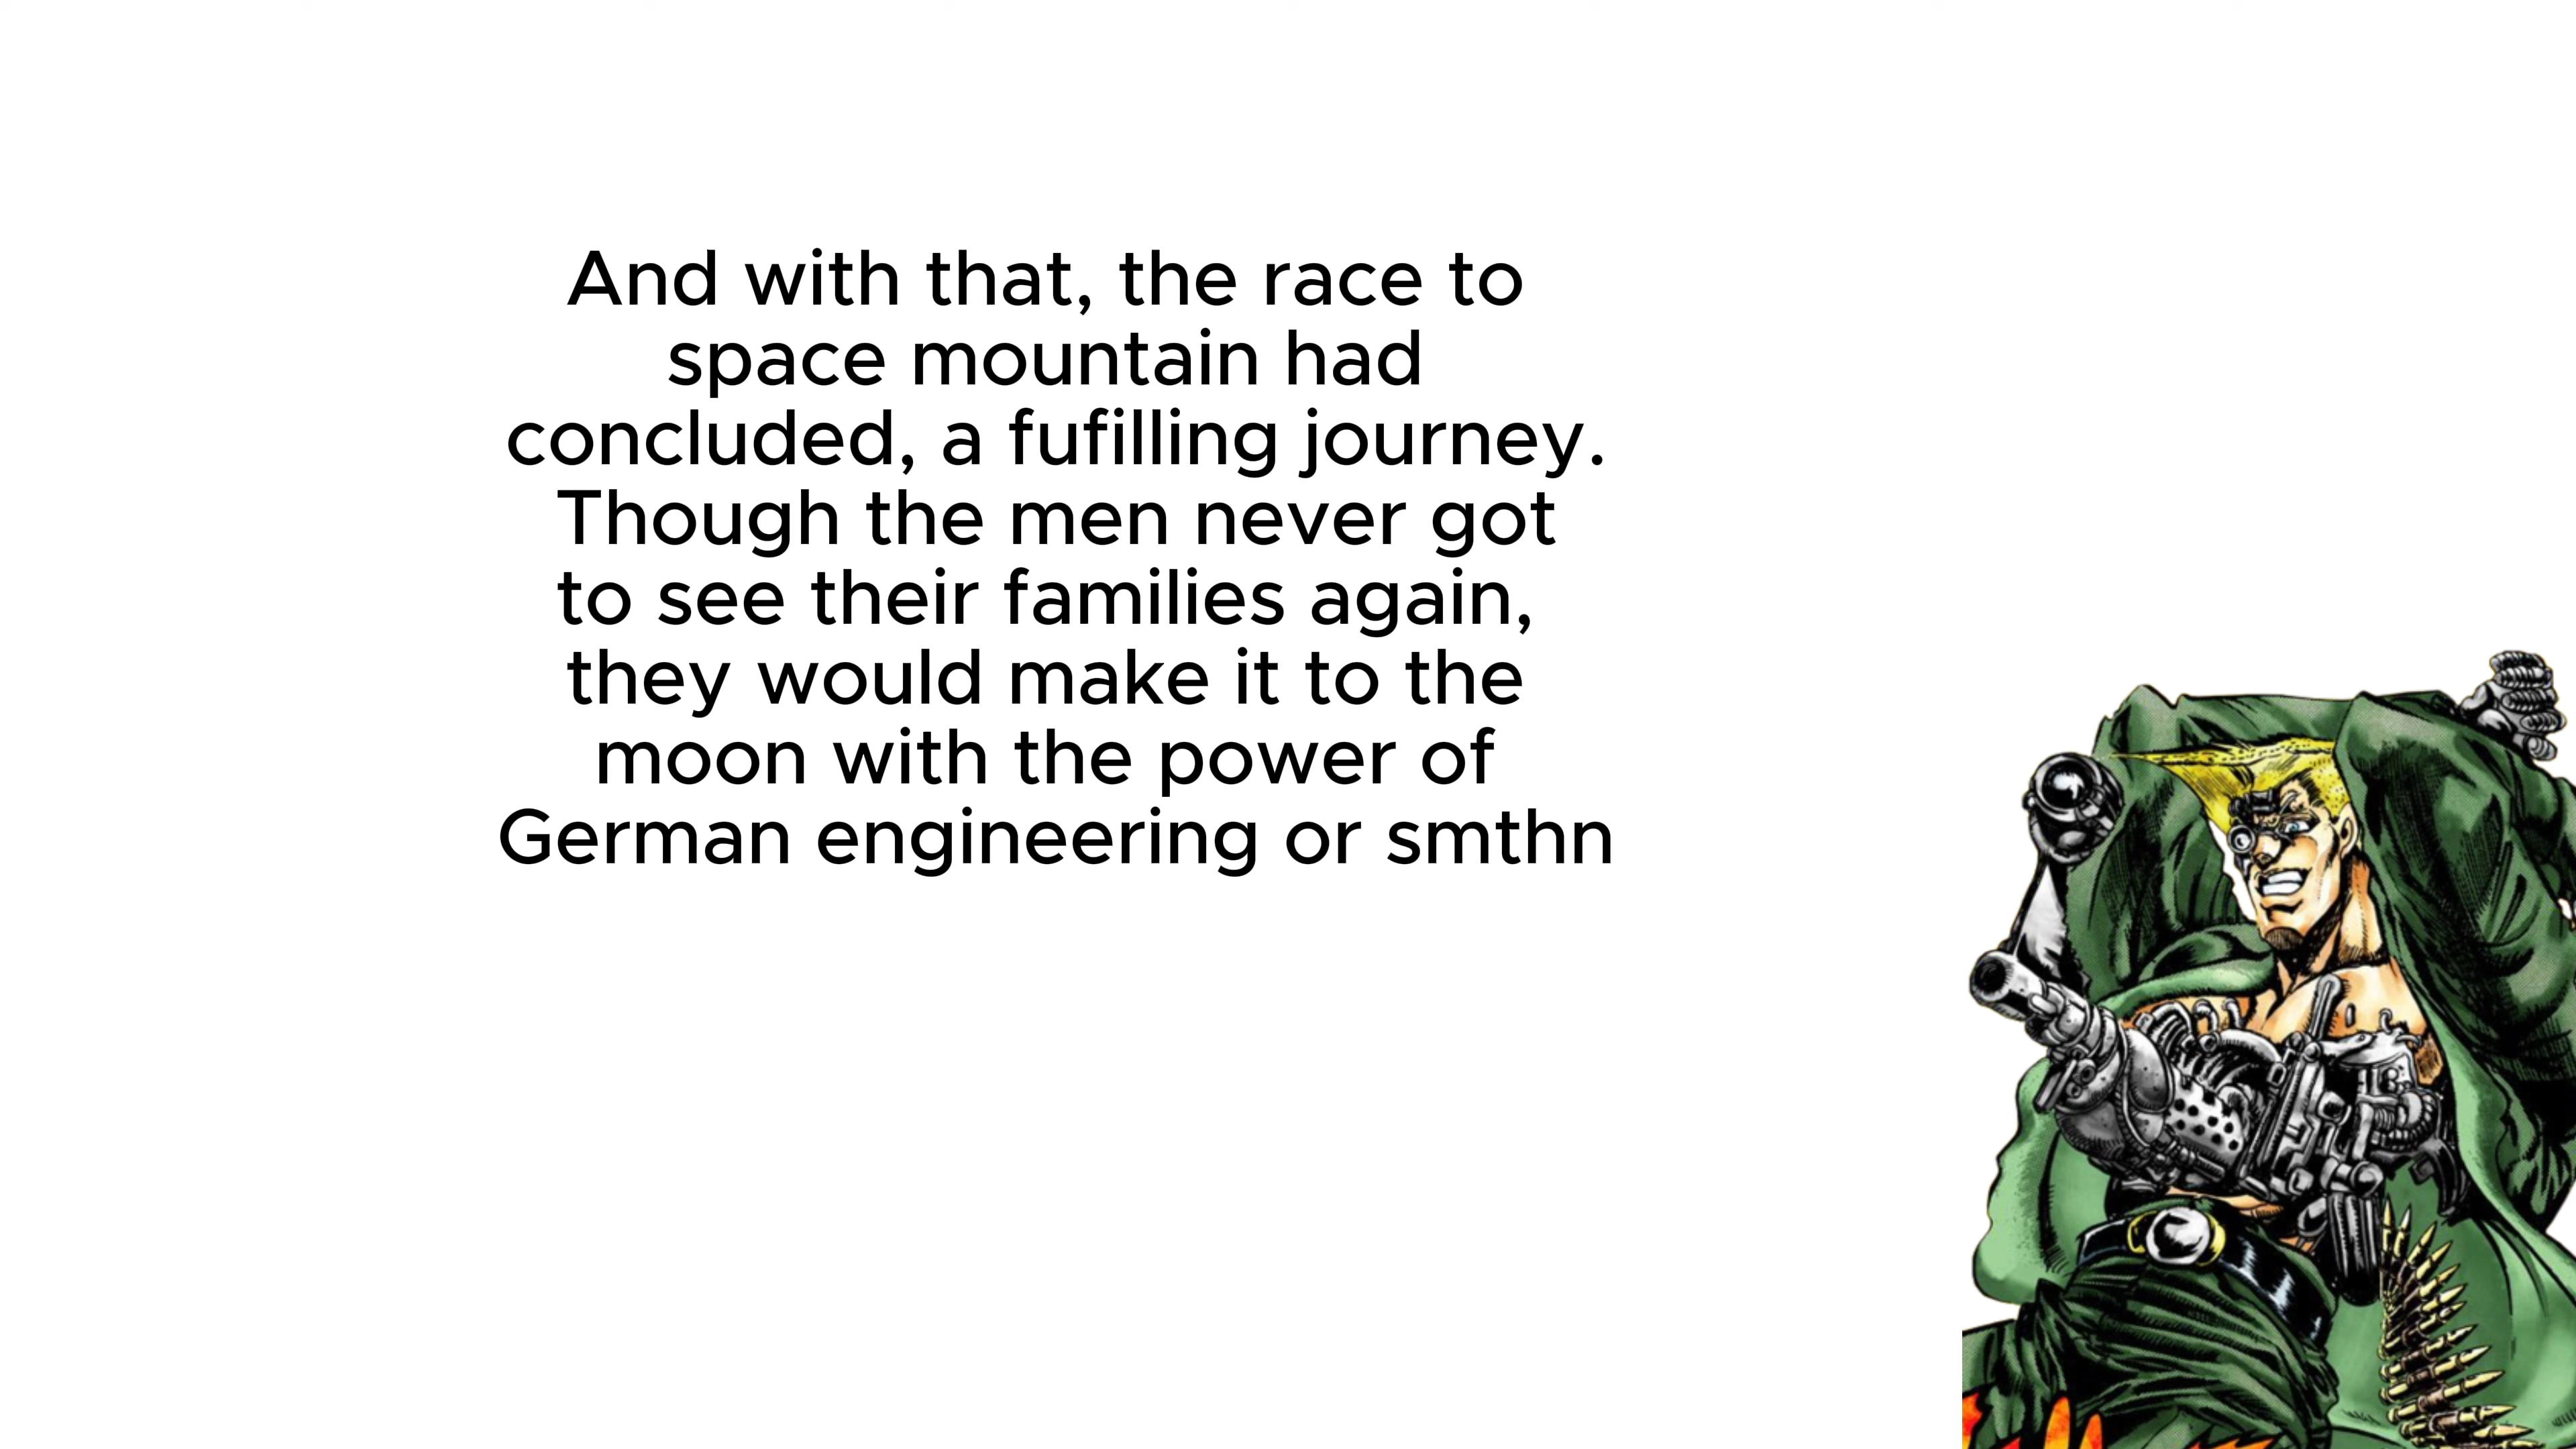 And with that, the race to
space mountain had
concluded, a fufilling journey.
Though the men never got
to see their families again,
they would make it to the
moon with the power of
German engineering or smthn